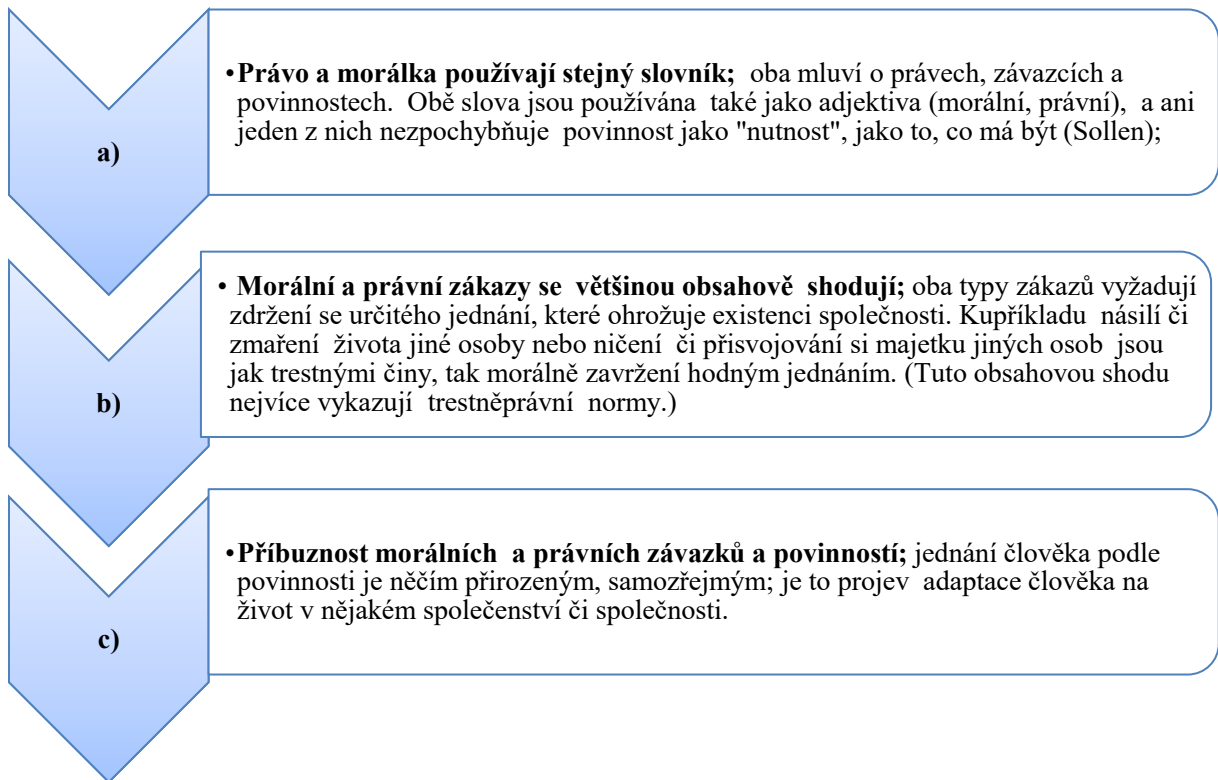 a)
•Právo a morálka používají stejný slovník;  oba mluví o právech, závazcích a
povinnostech.  Obě slova jsou používána  také jako adjektiva (morální, právní), a ani
jeden z nich nezpochybňuje  povinnost jako "nutnost", jako to, co má být (Sollen);
b)
• Morální a právní zákazy se  většinou obsahově  shodují; oba typy zákazů vyžadují
zdržení se určitého jednání, které ohrožuje existenci společnosti. Kupříkladu  násilí či
zmaření  života jiné osoby nebo ničení  či přisvojování si majetku jiných osob  jsou
jak trestnými činy, tak morálně zavržení hodným jednáním. (Tuto obsahovou shodu
nejvíce vykazují  trestněprávní  normy.)
c)
•Příbuznost morálních  a právních závazků a povinností; jednání člověka podle
povinnosti je něčím přirozeným, samozřejmým; je to projev  adaptace člověka na
život v nějakém společenství či společnosti.